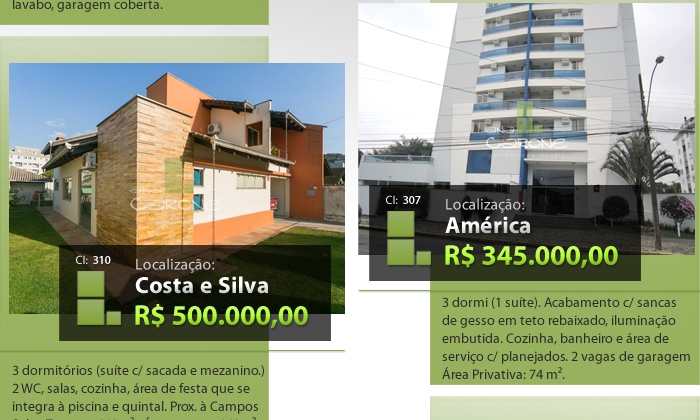 lavabo, garagem coberta.
CI: 310
Localização:
Costa e Silva
R$ 500.000,00
3 dormitórios (suíte c/ sacada e mezanino.)
2 WC, salas, cozinha, área de festa que se
integra à piscina e quintal. Prox. à Campos
Carone
CI: 307
Localização:
América
R$ 345.000,00
3 dormi (1 suíte). Acabamento c/ sancas
de gesso em teto rebaixado, iluminação
embutida. Cozinha, banheiro e área de
serviço c/ planejados. 2 vagas de garagem
Área Privativa: 74 m².